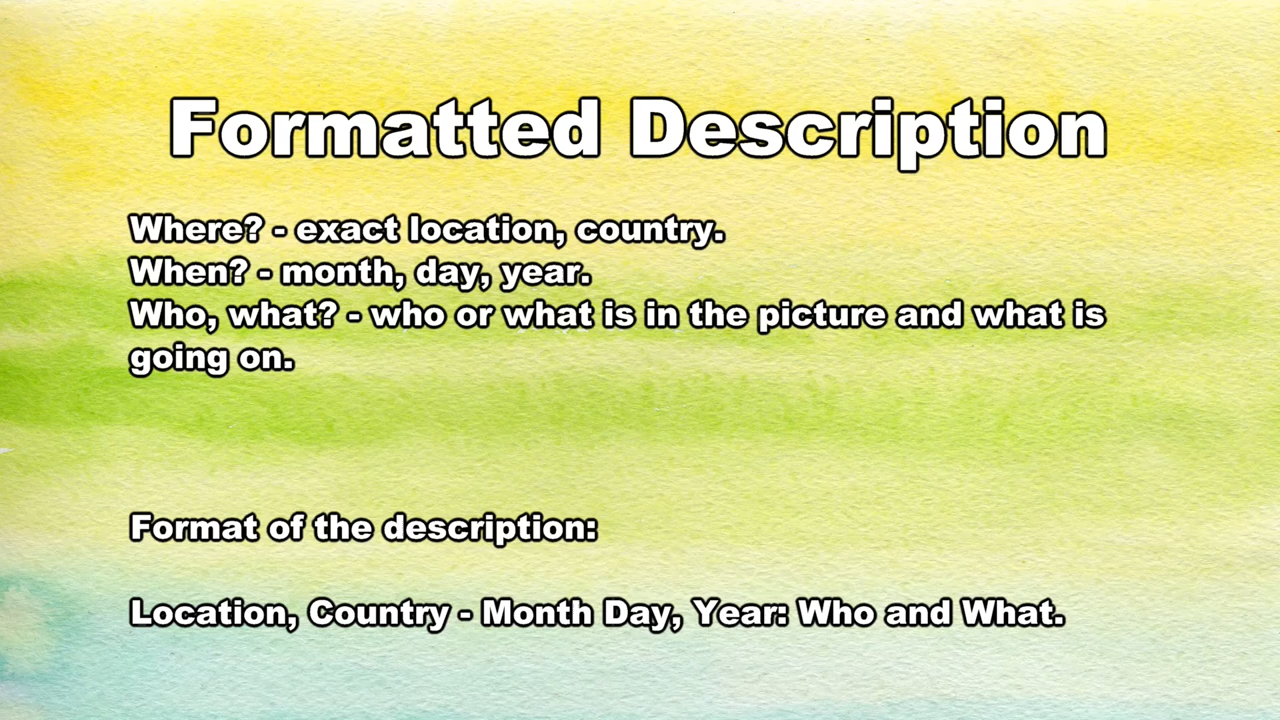 Formatted Description
Where? - exact location, country.
When? - month, day, year.
Who, what? - who or what is in the picture and what is
going on.
Format of the description:
Location, Country - Month Day, Year: Who and What.